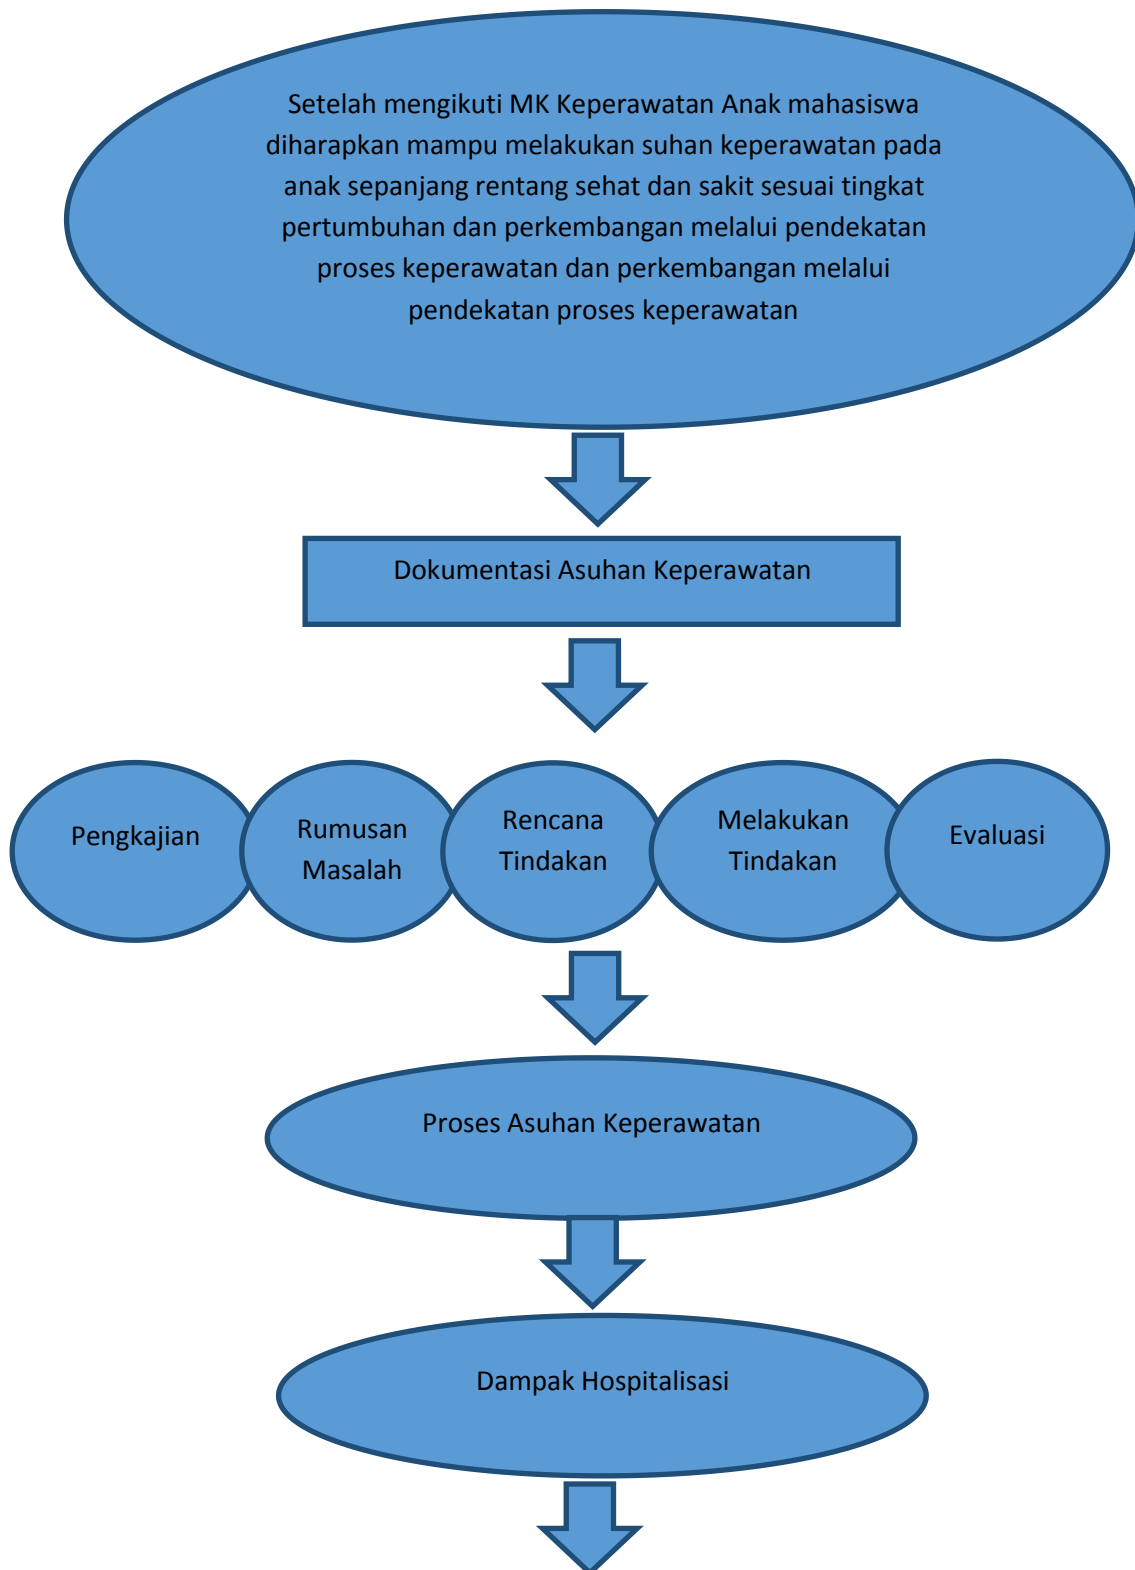 Setelah mengikuti MK Keperawatan Anak mahasiswa
diharapkan mampu melakukan suhan keperawatan pada
anak sepanjang rentang sehat dan sakit sesuai tingkat
pertumbuhan dan perkembangan melalui pendekatan
proses keperawatan dan perkembangan melalui
pendekatan proses keperawatan
Dokumentasi Asuhan Keperawatan
Pengkajian
Rumusan
Masalah
Rencana
Tindakan
Melakukan
Tindakan
Evaluasi
Proses Asuhan Keperawatan
Dampak Hospitalisasi